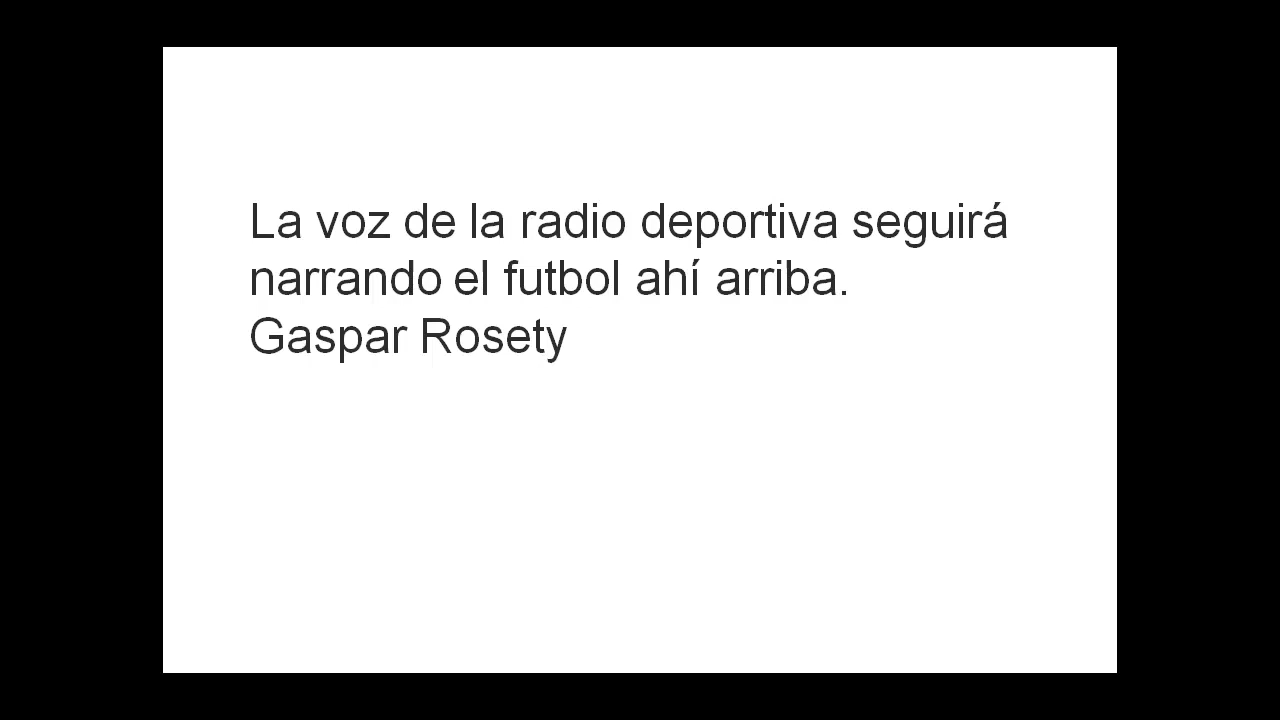 La voz de la radio deportiva seguirá
narrando el futbol ahí arriba.
Gaspar Rosety